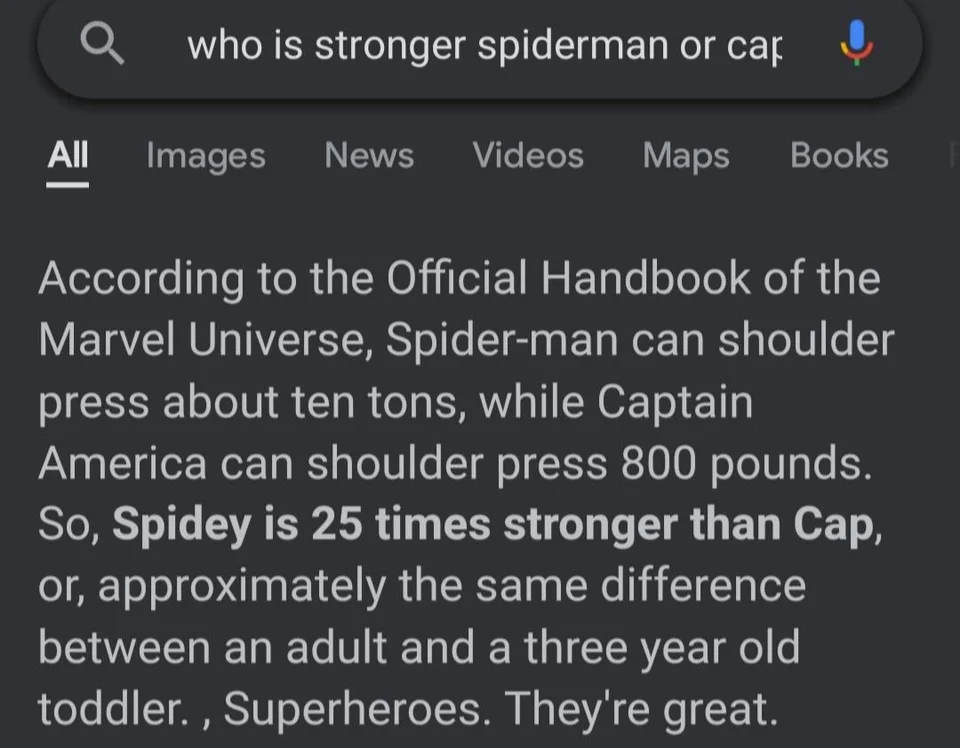 who is stronger spiderman or cap
All Images News Videos Maps Books
According to the Official Handbook of the
Marvel Universe, Spider-man can shoulder
press about ten tons, while Captain
America can shoulder press 800 pounds.
So, Spidey is 25 times stronger than Cap,
or, approximately the same difference
between an adult and a three year old
toddler. , Superheroes. They're great.